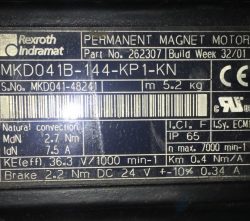 Rexroth
Indramat
PERMANENT MAGNET MOTOR
Part No. 262307 Build Week 32/01
MKD041B-144-KP1-KN
S.No. MKD041-4824 m 5.2 kg
Natural convection I.Cl. F IP 65
2.7 Nm
IdN 7.5 A n max 7000 min-1
KE(eff) 36.3 V/1000 min-1 Km 0.4 Nm/A
Brake 2.2 Nm DC 24 V +-10% 0.34 A